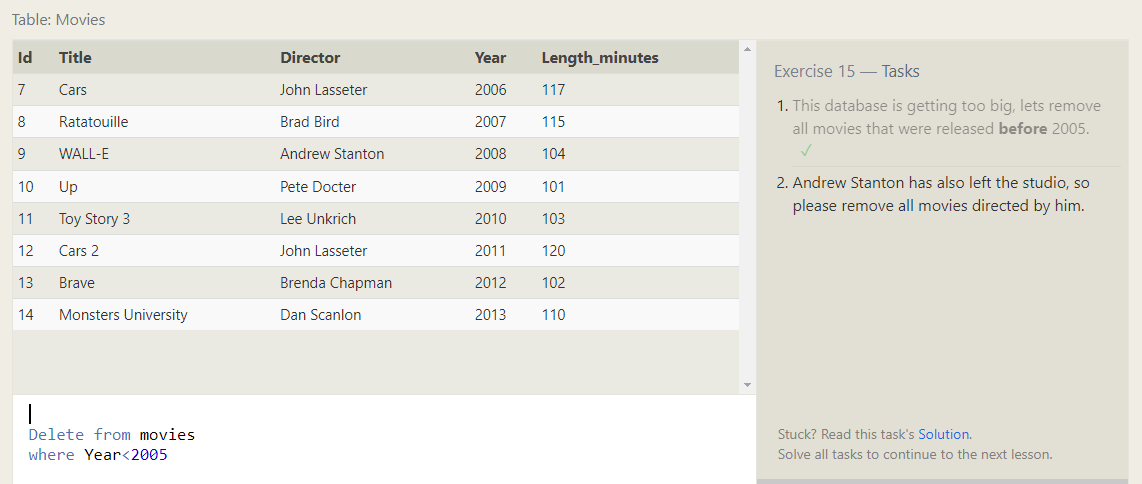 Table: Movies
Id Title Director Year Length_minutes
7 Cars John Lasseter 2006 117
8 Ratatouille Brad Bird 2007 115
9 WALL-E Andrew Stanton 2008 104
10 Up Pete Docter 2009 101
11 Toy Story 3 Lee Unkrich 2010 103
12 Cars 2 John Lasseter 2011 120
13 Brave Brenda Chapman 2012 102
14 Monsters University Dan Scanlon 2013 110
Delete from movies
where Year<2005
Exercise 15 — Tasks
1. This database is getting too big, lets remove
all movies that were released before 2005.
✓
2. Andrew Stanton has also left the studio, so
please remove all movies directed by him.
Stuck? Read this task's Solution.
Solve all tasks to continue to the next lesson.